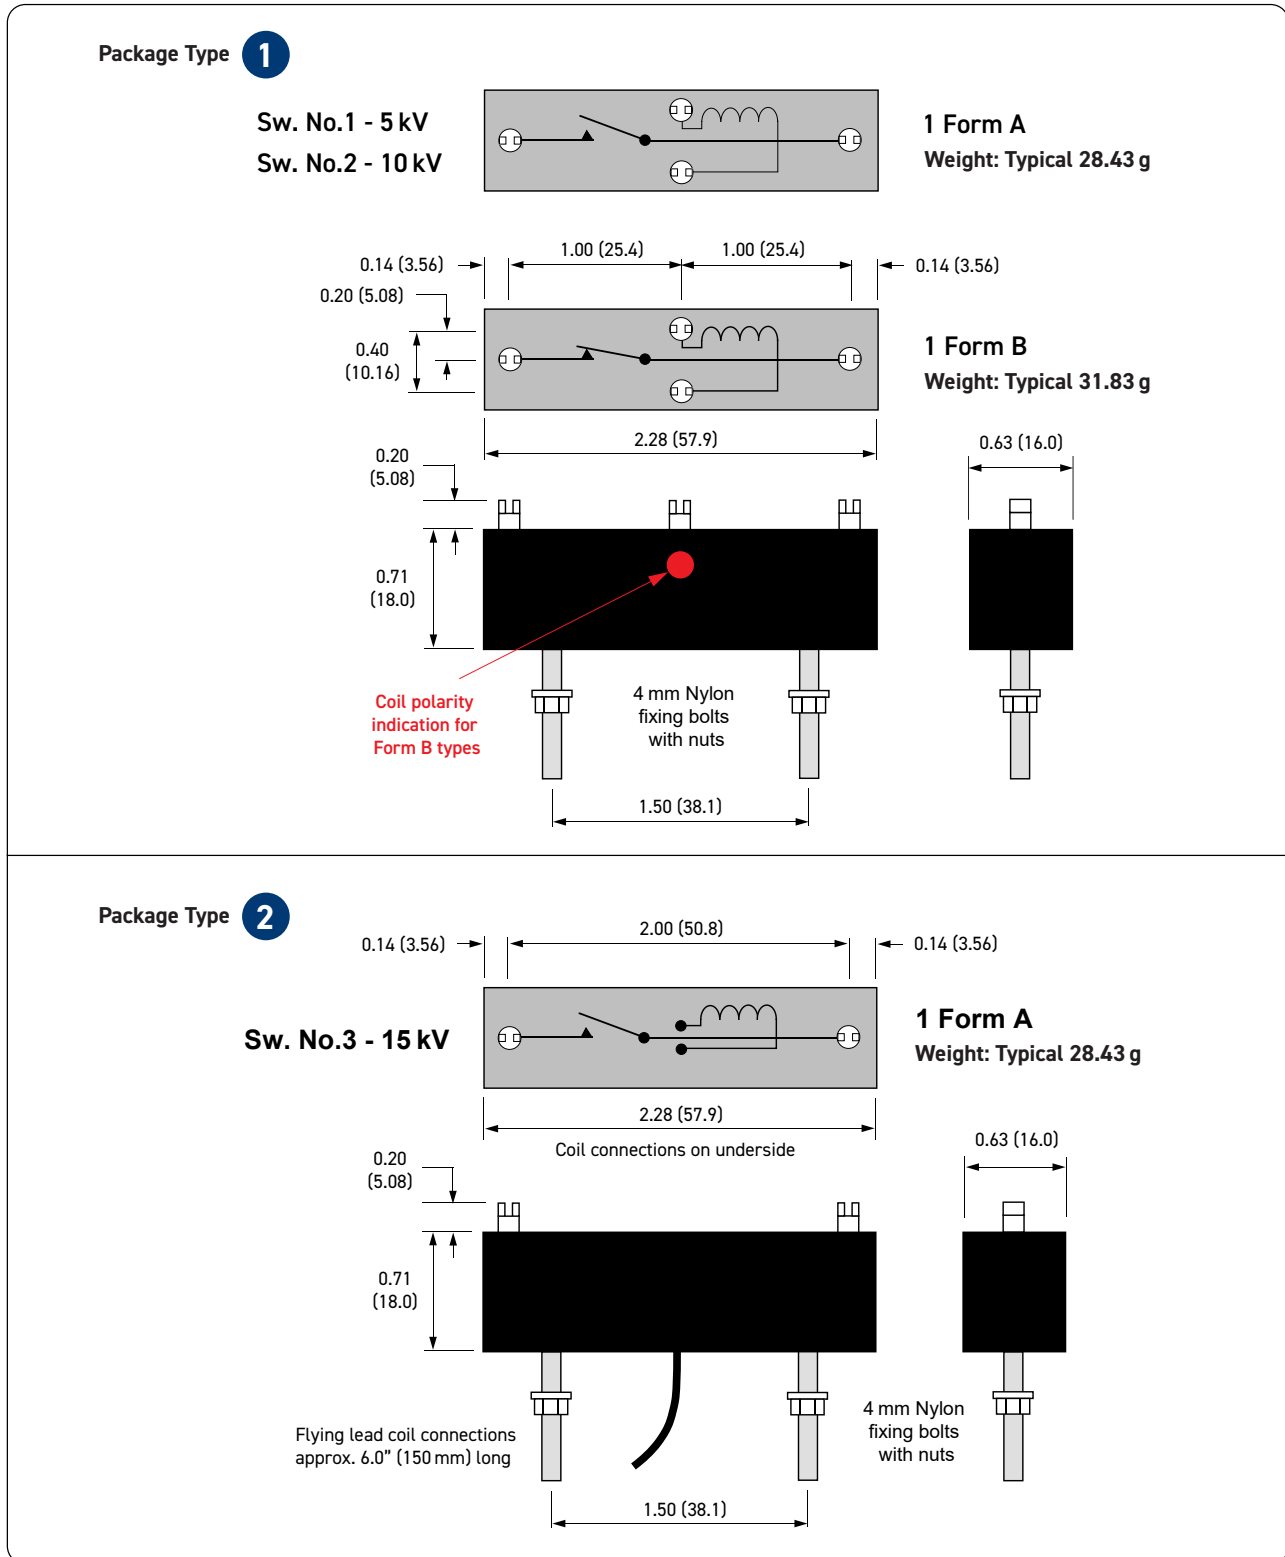 Package Type 1
Sw. No.1 - 5 kV
Sw. No.2 - 10 kV
1 Form A
Weight: Typical 28.43 g
0.14 (3.56)
1.00 (25.4)
1.00 (25.4)
0.14 (3.56)
0.20 (5.08)
0.40
(10.16)
1 Form B
Weight: Typical 31.83 g
2.28 (57.9)
0.63 (16.0)
0.20
(5.08)
0.71
(18.0)
Coil polarity
indication for
Form B types
4 mm Nylon
fixing bolts
with nuts
1.50 (38.1)
Package Type 2
0.14 (3.56)
2.00 (50.8)
0.14 (3.56)
Sw. No.3 - 15 kV
1 Form A
Weight: Typical 28.43 g
2.28 (57.9)
Coil connections on underside
0.63 (16.0)
0.20
(5.08)
0.71
(18.0)
Flying lead coil connections
approx. 6.0” (150 mm) long
4 mm Nylon
fixing bolts
with nuts
1.50 (38.1)